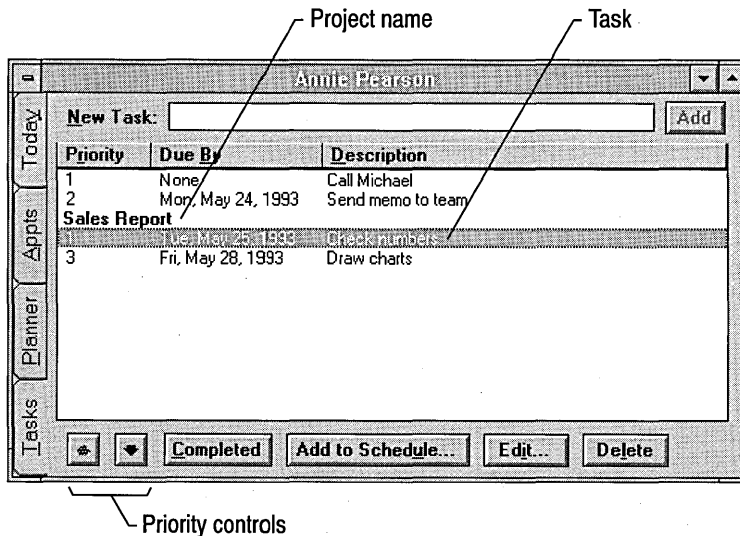 Project name
Task
Annie Pearson
New Task:
Add
Priority Due By Description
1 None Call Michael
2 Mon, May 24, 1993 Send memo to team
Sales Report
1 Tue, May 25, 1993 Check numbers
3 Fri, May 28, 1993 Draw charts
Today
Appts
Planner
Tasks
Completed
Add to Schedule...
Edit...
Delete
Priority controls